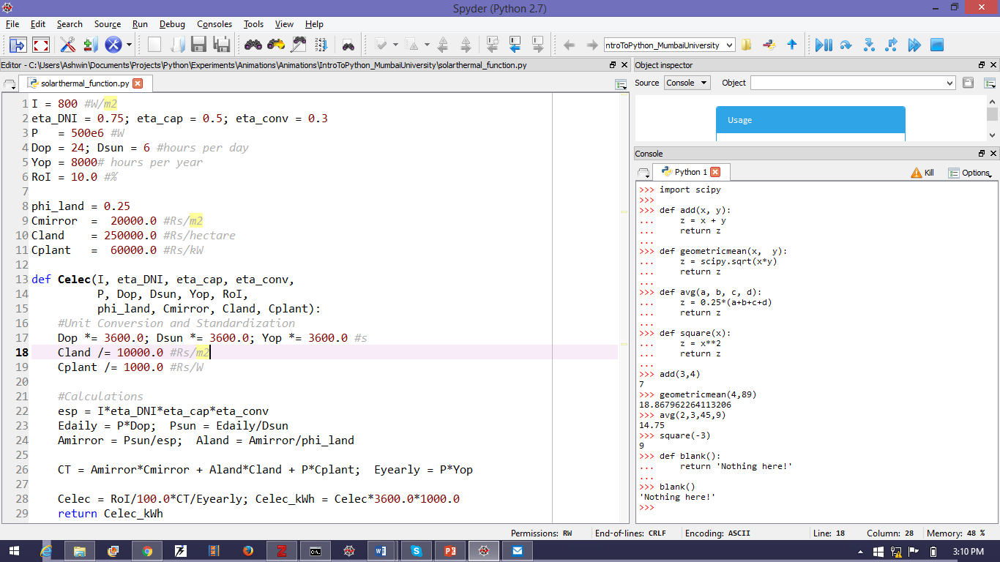 Spyder (Python 2.7)
File Edit Search Source Run Debug Consoles Tools View Help
ntroToPython_MumbaiUniversity
Editor - C:\Users\Ashwin\Documents\Projects\Python\Experiments\Animations\Animations\IntroToPython_MumbaiUniversity\solarthermal_function.py
solarthermal_function.py
1 I = 800 #W/m2
2 eta_DNI = 0.75; eta_cap = 0.5; eta_conv = 0.3
3 P   = 500e6 #W
4 Dop = 24; Dsun = 6 #hours per day
5 Yop = 8000# hours per year
6 RoI = 10.0 #%
7
8 phi_land = 0.25
9 Cmirror  =  20000.0 #Rs/m2
10 Cland    = 250000.0 #Rs/hectare
11 Cplant   =  60000.0 #Rs/kW
12
13 def Celec(I, eta_DNI, eta_cap, eta_conv,
14           P, Dop, Dsun, Yop, RoI,
15           phi_land, Cmirror, Cland, Cplant):
16     #Unit Conversion and Standardization
17     Dop *= 3600.0; Dsun *= 3600.0; Yop *= 3600.0 #s
18     Cland /= 10000.0 #Rs/m2
19     Cplant /= 1000.0 #Rs/W
20
21     #Calculations
22     esp = I*eta_DNI*eta_cap*eta_conv
23     Edaily = P*Dop;  Psun = Edaily/Dsun
24     Amirror = Psun/esp;  Aland = Amirror/phi_land
25
26     CT = Amirror*Cmirror + Aland*Cland + P*Cplant;  Eyearly = P*Yop
27
28     Celec = RoI/100.0*CT/Eyearly; Celec_kWh = Celec*3600.0*1000.0
29     return Celec_kWh
Object inspector
Source Console Object
Usage
Console
Python 1 Kill Options
>>> import scipy
>>>
>>> def add(x, y):
...     z = x + y
...     return z
...
>>> def geometricmean(x,  y):
...     z = scipy.sqrt(x*y)
...     return z
...
>>> def avg(a, b, c, d):
...     z = 0.25*(a+b+c+d)
...     return z
...
>>> def square(x):
...     z = x**2
...     return z
...
>>> add(3,4)
7
>>> geometricmean(4,89)
18.867962264113206
>>> avg(2,3,45,9)
14.75
>>> square(-3)
9
>>> def blank():
...     return 'Nothing here!'
...
>>> blank()
'Nothing here!'
>>>
Permissions: RW End-of-lines: CRLF Encoding: ASCII Line: 18 Column: 28 Memory: 48 %
3:10 PM